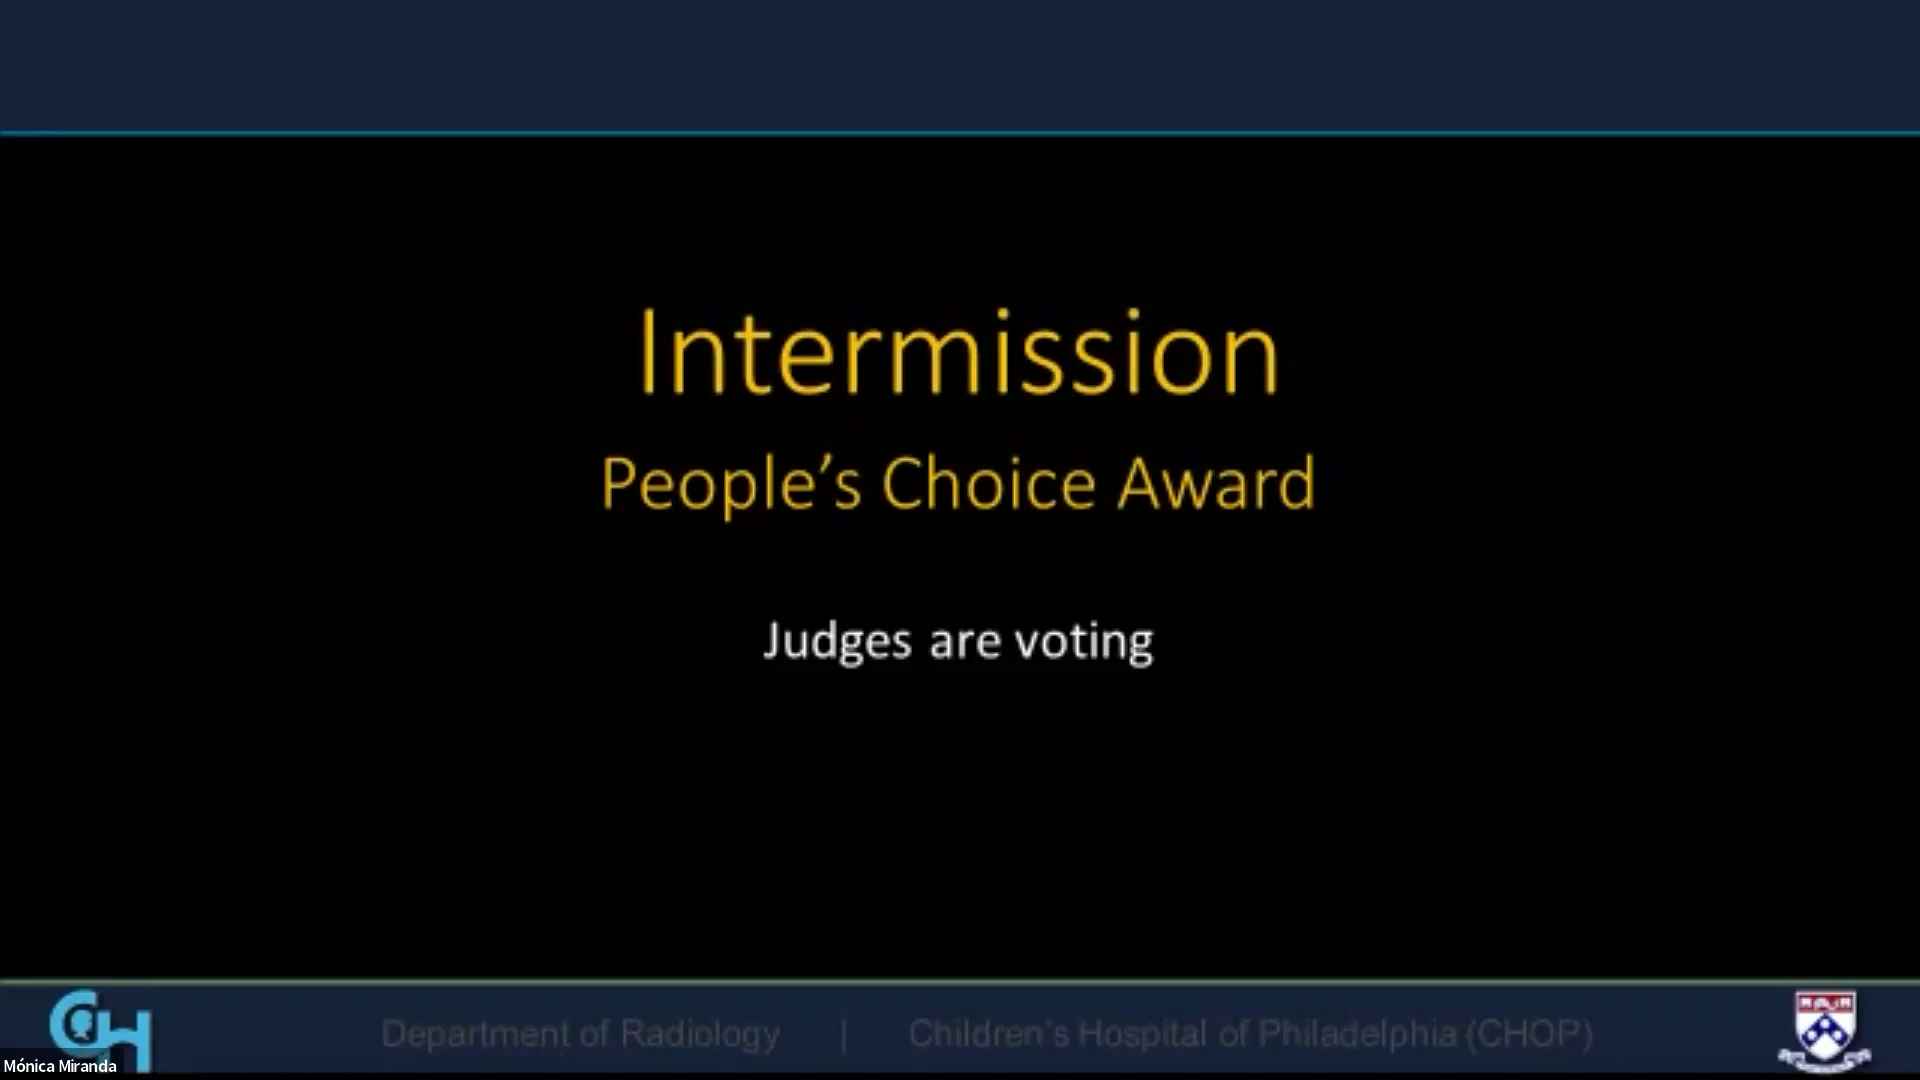 Intermission
People’s Choice Award
Judges are voting
Department of Radiology | Children's Hospital of Philadelphia (CHOP)
Mónica Miranda